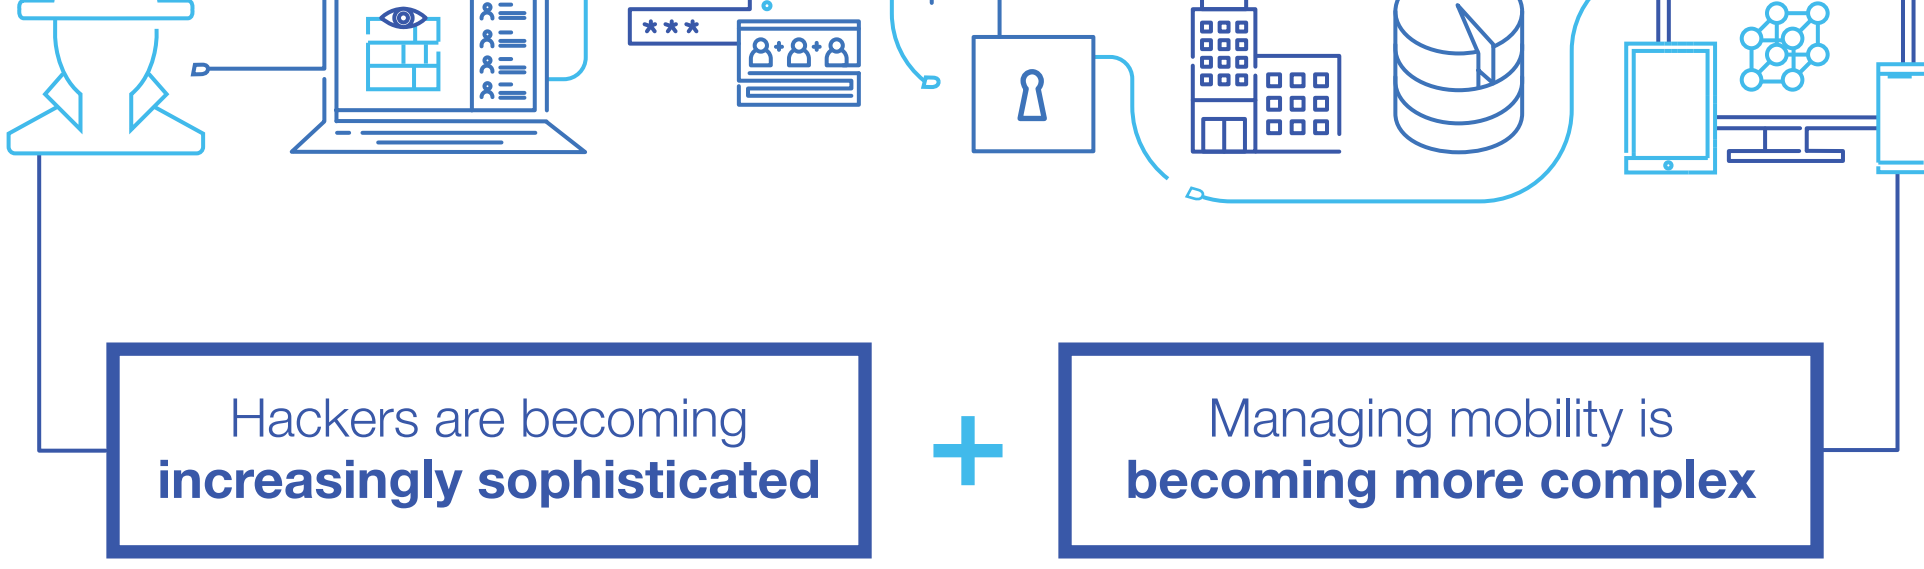 ***
Hackers are becoming
increasingly sophisticated
+
Managing mobility is
becoming more complex